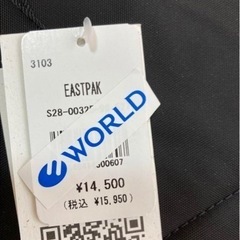 3103
EASTPAK
S28-0032
WORLD
000607
¥14,500
(税込 ¥15,950)